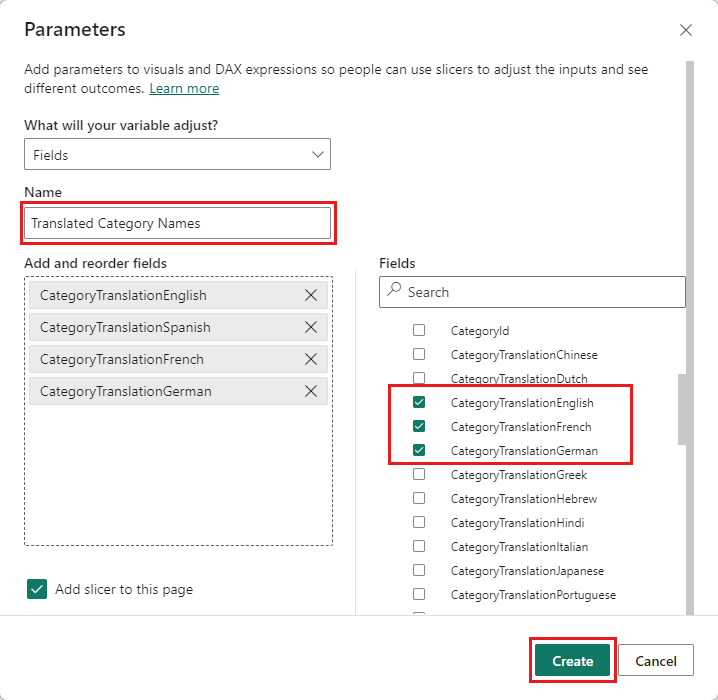 Parameters
Add parameters to visuals and DAX expressions so people can use slicers to adjust the inputs and see
different outcomes. Learn more
What will your variable adjust?
Fields
Name
Translated Category Names
Add and reorder fields
CategoryTranslationEnglish
CategoryTranslationSpanish
CategoryTranslationFrench
CategoryTranslationGerman
Add slicer to this page
Fields
Search
CategoryId
CategoryTranslationChinese
CategoryTranslationDutch
CategoryTranslationEnglish
CategoryTranslationFrench
CategoryTranslationGerman
CategoryTranslationGreek
CategoryTranslationHebrew
CategoryTranslationHindi
CategoryTranslationItalian
CategoryTranslationJapanese
CategoryTranslationPortuguese
Create
Cancel